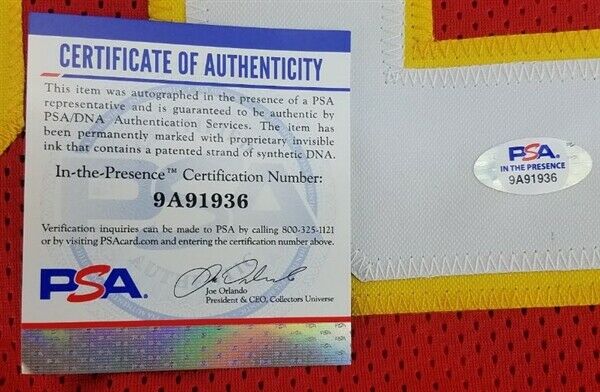 CERTIFICATE OF AUTHENTICITY
This item was autographed in the presence of a PSA
representative and is guaranteed to be authentic by
PSA/DNA Authentication Services. The item has
been permanently marked with proprietary invisible
ink that contains a patented strand of synthetic DNA.
In-the-Presence™ Certification Number:
9A91936
Verification inquiries can be made to PSA by calling 800-325-1121
or by visiting PSAcard.com and entering the certification number above.
PSA.
Joe Orlando
Joe Orlando
President & CEO, Collectors Universe
PSA.
IN THE PRESENCE
9A91936